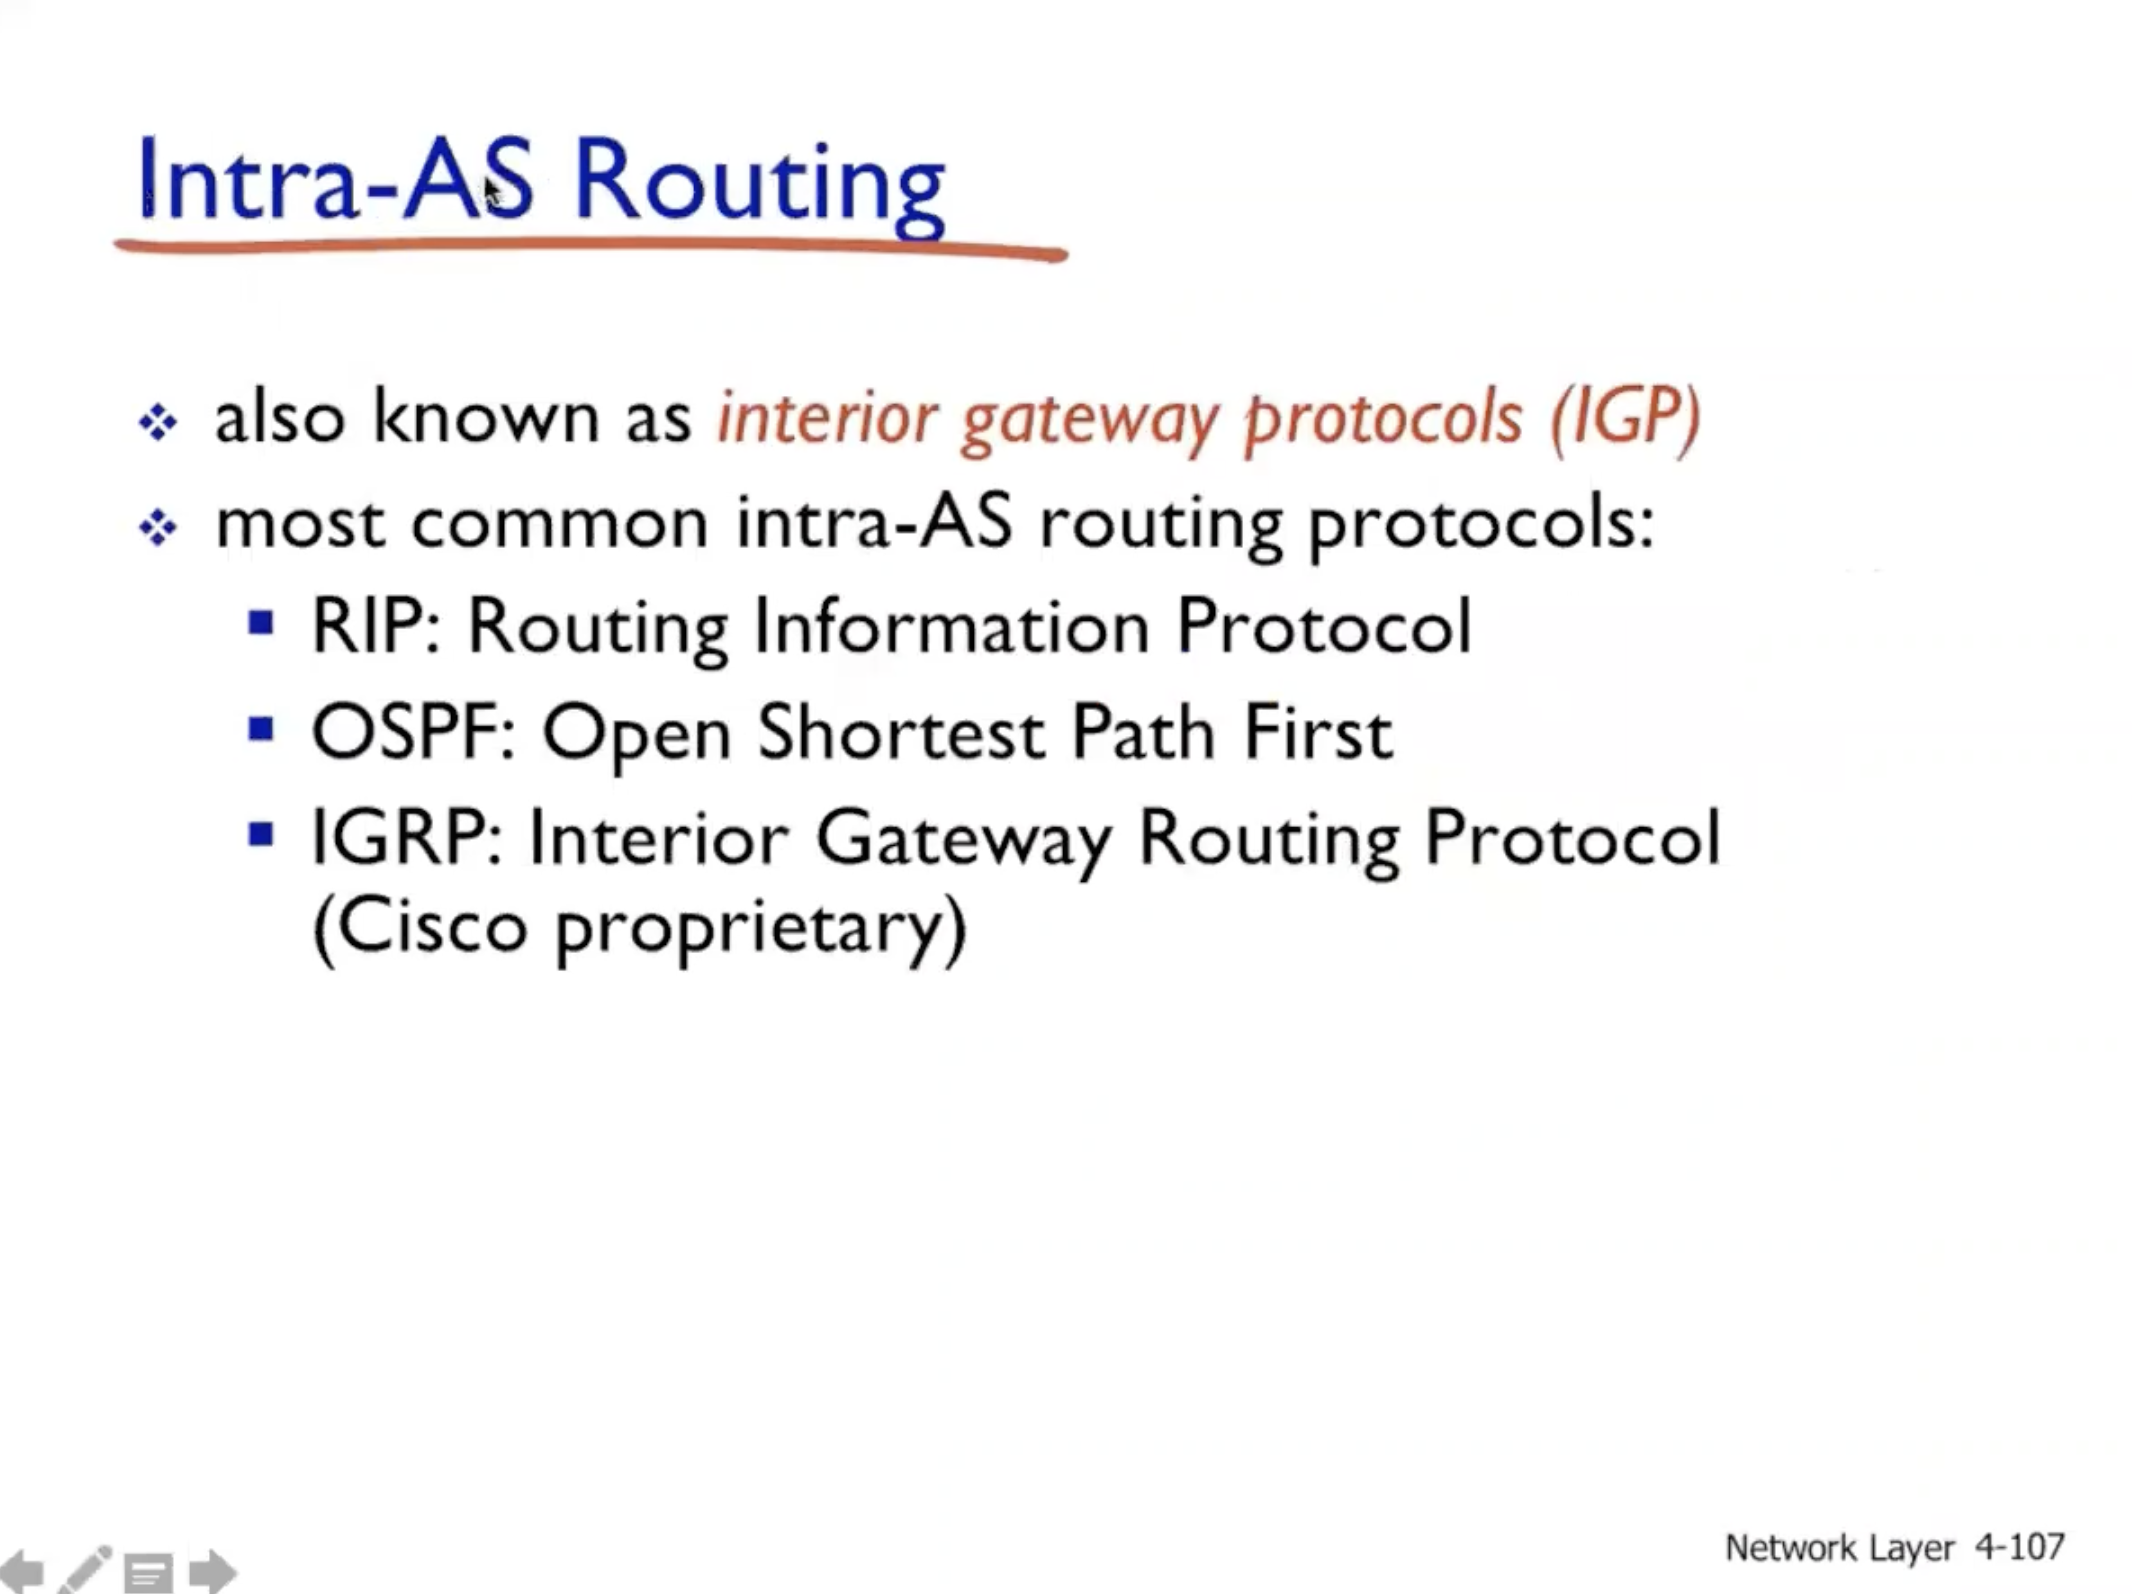 Intra-AS Routing
also known as interior gateway protocols (IGP)
most common intra-AS routing protocols:
RIP: Routing Information Protocol
OSPF: Open Shortest Path First
IGRP: Interior Gateway Routing Protocol
(Cisco proprietary)
Network Layer 4-107